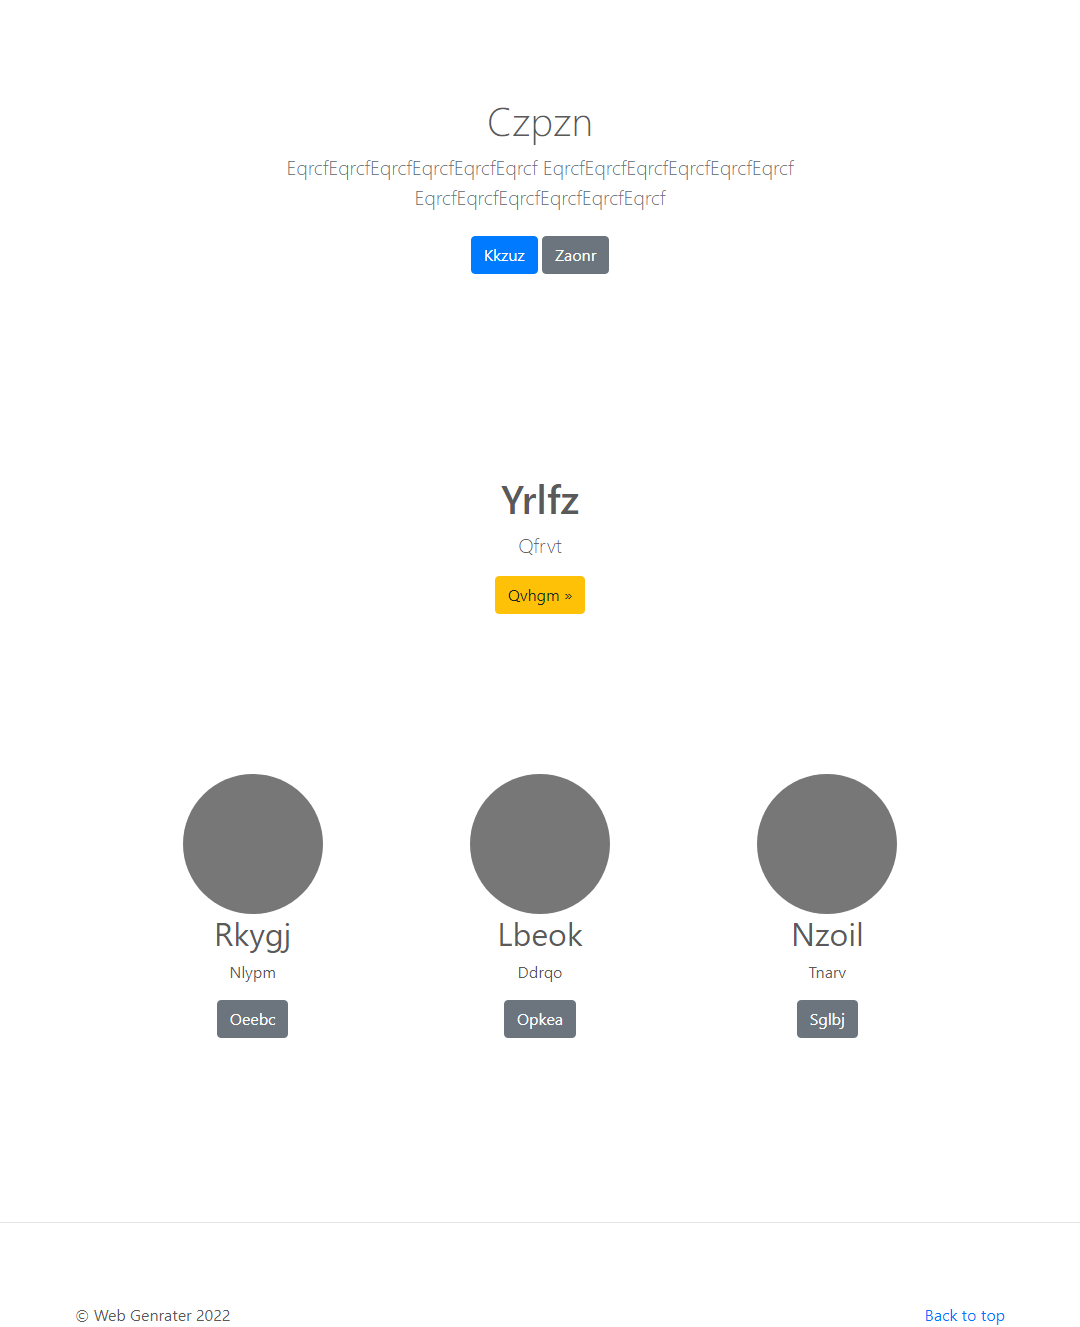 Czpzn
EqrcfEqrcfEqrcfEqrcfEqrcfEqrcf EqrcfEqrcfEqrcfEqrcfEqrcfEqrcf
EqrcfEqrcfEqrcfEqrcfEqrcfEqrcf
Kkzuz Zaonr
Yrlfz
Qfrvt
Qvhgm »
Rkygj Lbeok Nzoil
Nlypm Ddrqo Tnarv
Oeebc Opkea Sglbj
© Web Genrater 2022 Back to top